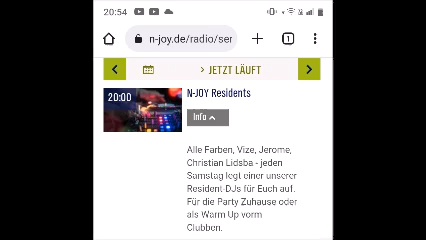 20:54
n-joy.de/radio/ser
1
> JETZT LÄUFT
20:00
N-JOY Residents
Info
Alle Farben, Vize, Jerome,
Christian Lidsba - jeden
Samstag legt einer unserer
Resident-DJs für Euch auf.
Für die Party Zuhause oder
als Warm Up vorm
Clubben.